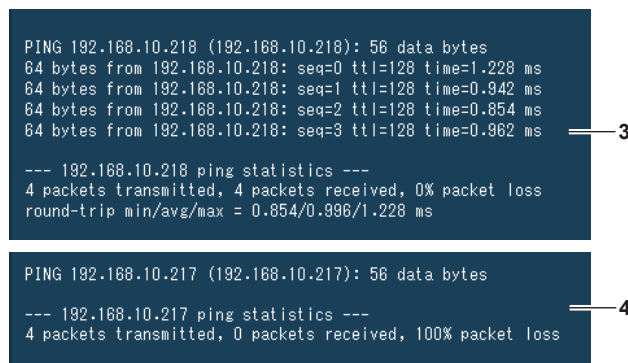 PING 192.168.10.218 (192.168.10.218): 56 data bytes
64 bytes from 192.168.10.218: seq=0 ttl=128 time=1.228 ms
64 bytes from 192.168.10.218: seq=1 ttl=128 time=0.942 ms
64 bytes from 192.168.10.218: seq=2 ttl=128 time=0.854 ms
64 bytes from 192.168.10.218: seq=3 ttl=128 time=0.962 ms
3
--- 192.168.10.218 ping statistics ---
4 packets transmitted, 4 packets received, 0% packet loss
round-trip min/avg/max = 0.854/0.996/1.228 ms
PING 192.168.10.217 (192.168.10.217): 56 data bytes
4
--- 192.168.10.217 ping statistics ---
4 packets transmitted, 0 packets received, 100% packet loss